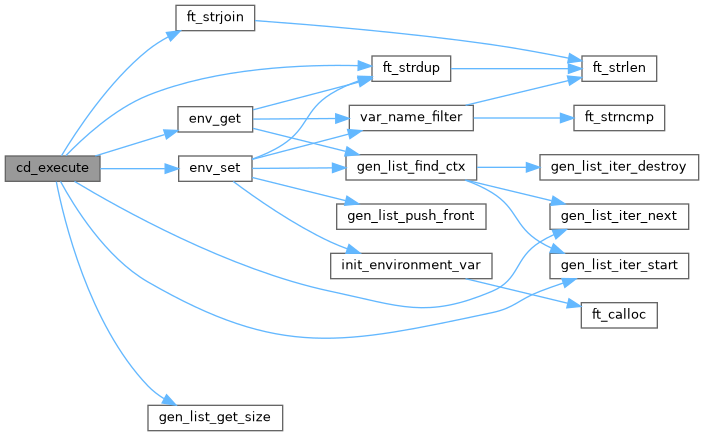 ft_strjoin
ft_strdup
ft_strlen
env_get
var_name_filter
ft_strncmp
cd_execute
env_set
gen_list_find_ctx
gen_list_iter_destroy
gen_list_push_front
gen_list_iter_next
init_environment_var
gen_list_iter_start
ft_calloc
gen_list_get_size